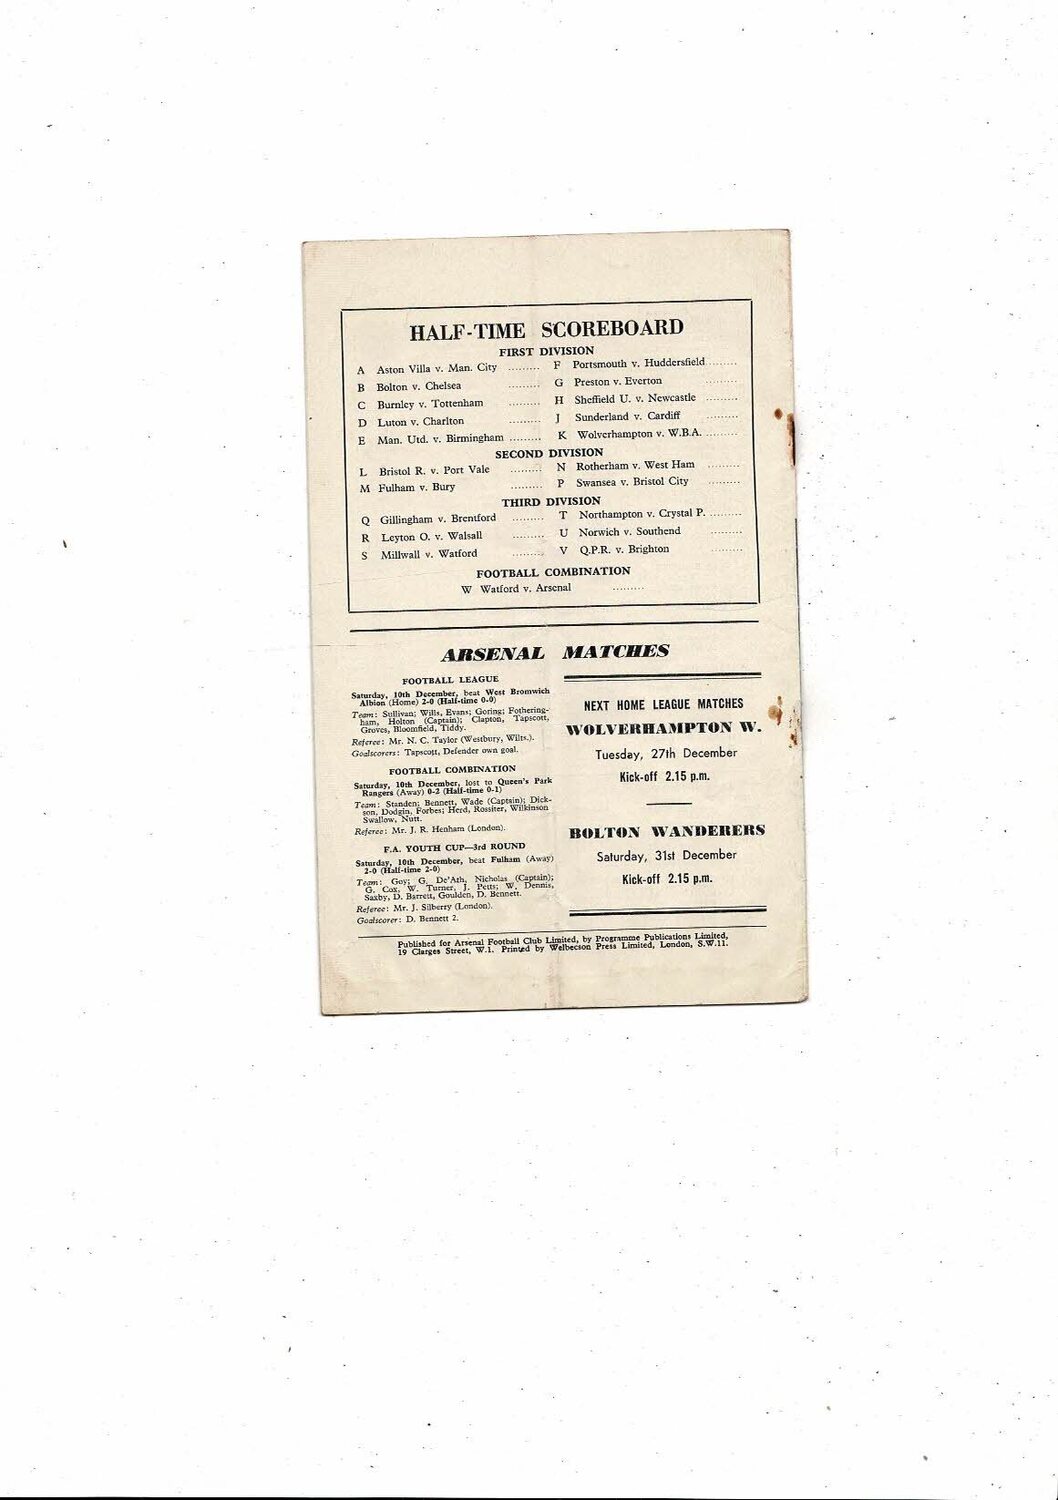 HALF-TIME SCOREBOARD
FIRST DIVISION
A Aston Villa v. Man. City ......... F Portsmouth v. Huddersfield.........
B Bolton v. Chelsea ......... G Preston v. Everton .........
C Burnley v. Tottenham ......... H Sheffield U. v. Newcastle .........
D Luton v. Charlton ......... J Sunderland v. Cardiff .........
E Man. Utd. v. Birmingham ......... K Wolverhampton v. W.B.A. .........
SECOND DIVISION
L Bristol R. v. Port Vale ......... N Rotherham v. West Ham .........
M Fulham v. Bury ......... P Swansea v. Bristol City .........
THIRD DIVISION
Q Gillingham v. Brentford ......... T Northampton v. Crystal P. .........
R Leyton O. v. Walsall ......... U Norwich v. Southend .........
S Millwall v. Watford ......... V Q.P.R. v. Brighton .........
FOOTBALL COMBINATION
W Watford v. Arsenal .........
ARSENAL MATCHES
FOOTBALL LEAGUE
Saturday, 10th December, beat West Bromwich
Albion (Home) 2-0 (Half-time 0-0)
Team: Sullivan; Wills, Evans; Goring; Fothering-
ham, Holton (Captain); Clapton, Tapscott,
Groves, Bloomfield, Tiddy.
Referee: Mr. N. C. Taylor (Westbury, Wilts.).
Goalscorers: Tapscott, Defender own goal.
FOOTBALL COMBINATION
Saturday, 10th December, lost to Queen's Park
Rangers (Away) 0-2 (Half-time 0-1)
Team: Standen; Bennett, Wade (Captain); Dick-
son, Dodgin, Forbes; Herd, Rossiter, Wilkinson
Swallow, Nutt.
Referee: Mr. J. R. Henham (London).
F.A. YOUTH CUP—3rd ROUND
Saturday, 10th December, beat Fulham (Away)
2-0 (Half-time 2-0)
Team: Goy; G. De'Ath, Nicholas (Captain);
G. Cox, W. Turner, J. Petts; W. Dennis,
Saxby, D. Barrett, Goulden, D. Bennett.
Referee: Mr. J. Silberry (London).
Goalscorer: D. Bennett 2.
NEXT HOME LEAGUE MATCHES
WOLVERHAMPTON W.
Tuesday, 27th December
Kick-off 2.15 p.m.
BOLTON WANDERERS
Saturday, 31st December
Kick-off 2.15 p.m.
Published for Arsenal Football Club Limited, by Programme Publications Limited,
19 Clarges Street, W.1. Printed by Welbecson Press Limited, London, S.W.11.